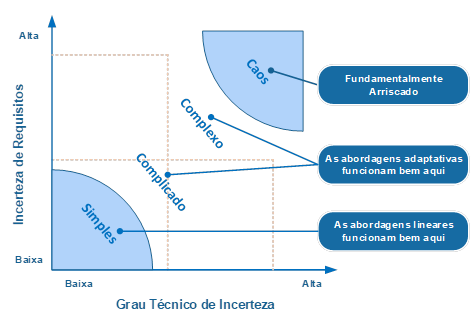 Alta
Incerteza de Requisitos
Baixa
Baixa
Alta
Grau Técnico de Incerteza
Caos
Complexo
Complicado
Simples
Fundamentalmente
Arriscado
As abordagens adaptativas
funcionam bem aqui
As abordagens lineares
funcionam bem aqui